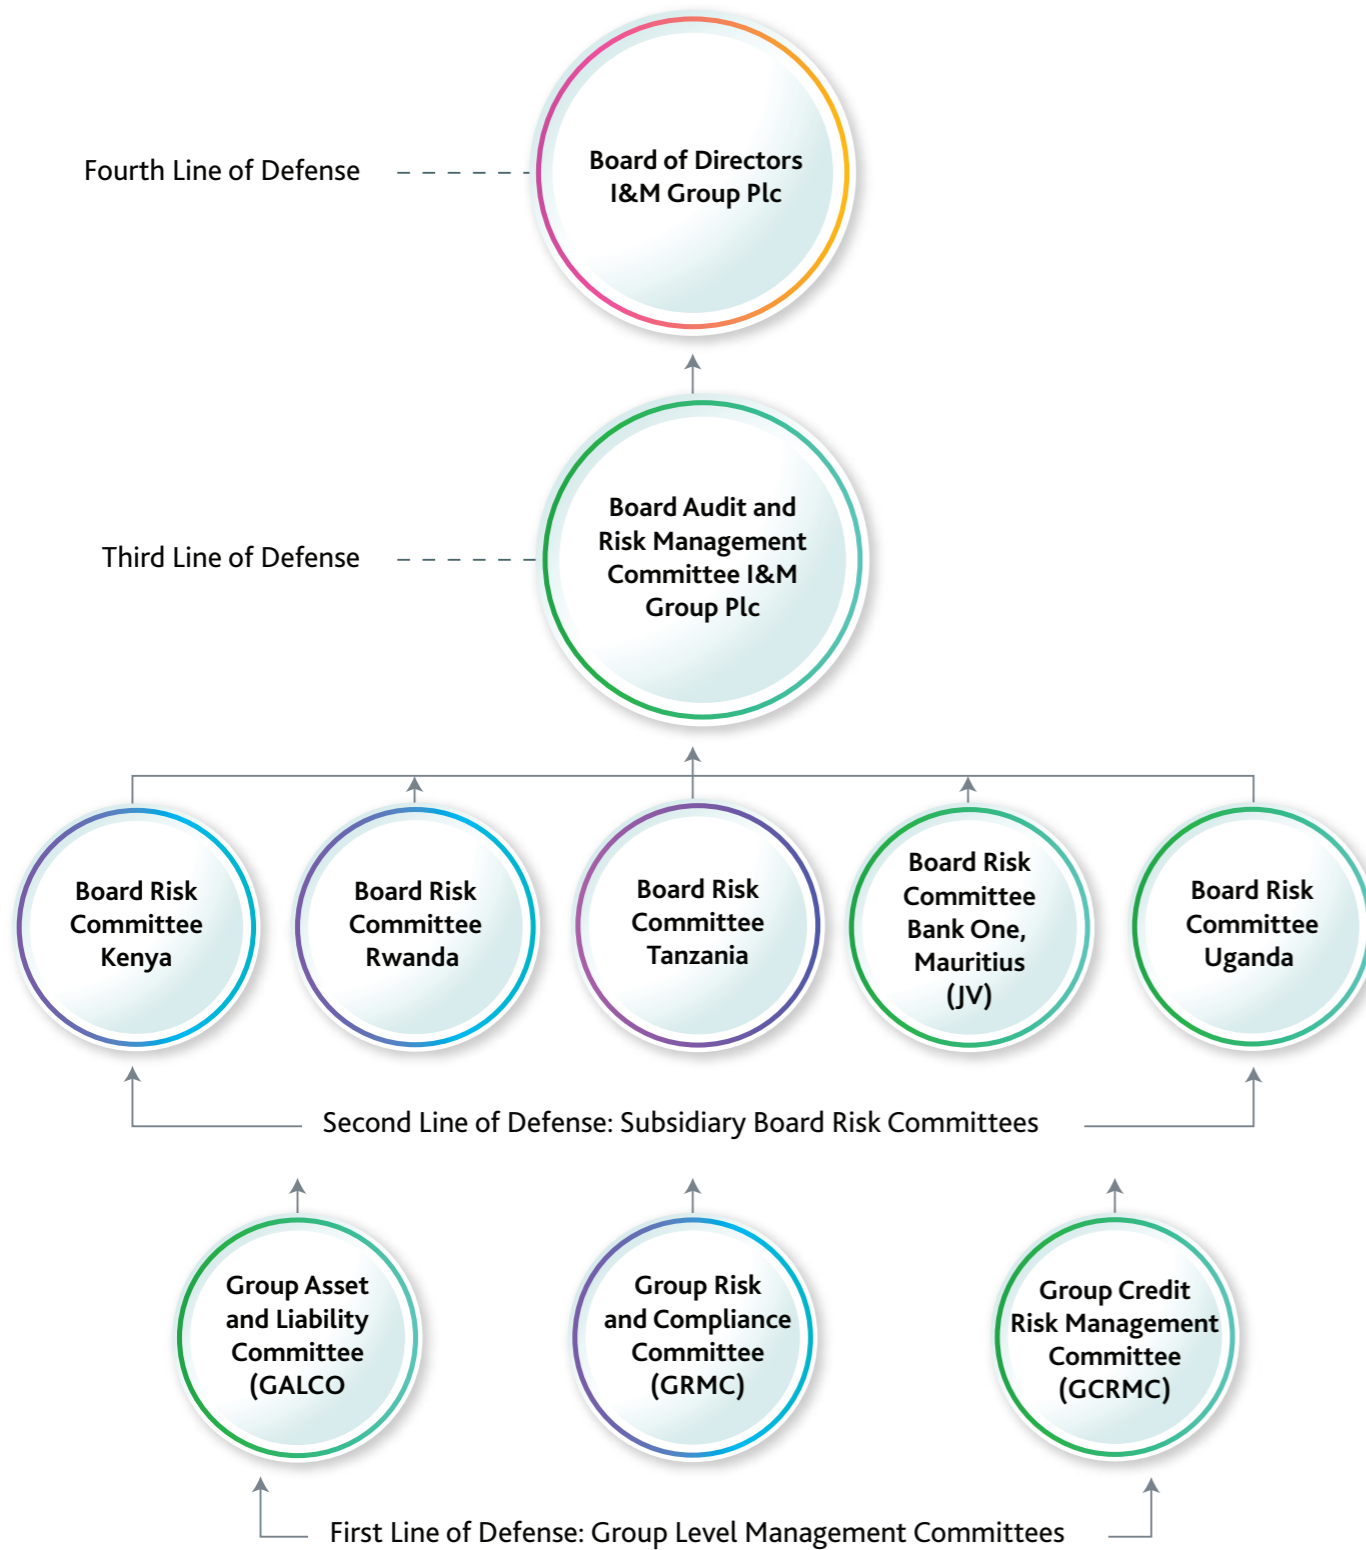 Fourth Line of Defense
Board of Directors
I&M Group Plc
Third Line of Defense
Board Audit and
Risk Management
Committee I&M
Group Plc
Board Risk
Committee
Kenya
Board Risk
Committee
Rwanda
Board Risk
Committee
Tanzania
Board Risk
Committee
Bank One,
Mauritius
(JV)
Board Risk
Committee
Uganda
Second Line of Defense: Subsidiary Board Risk Committees
Group Asset
and Liability
Committee
(GALCO
Group Risk
and Compliance
Committee
(GRMC)
Group Credit
Risk Management
Committee
(GCRMC)
First Line of Defense: Group Level Management Committees